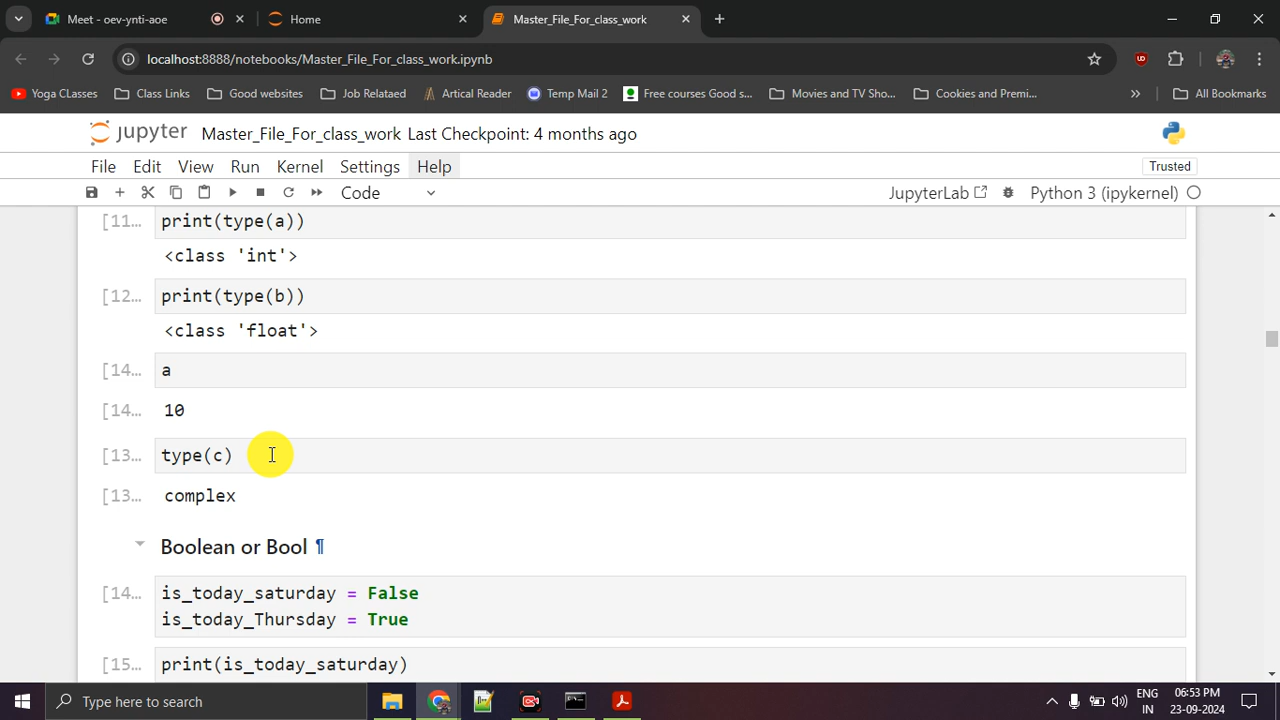 Meet - oev-ynti-aoe
Home
Master_File_For_class_work
localhost:8888/notebooks/Master_File_For_class_work.ipynb
Yoga CLasses
Class Links
Good websites
Job Relataed
Artical Reader
Temp Mail 2
Free courses Good s...
Movies and TV Sho...
Cookies and Premi...
All Bookmarks
jupyter Master_File_For_class_work Last Checkpoint: 4 months ago
File Edit View Run Kernel Settings Help
Trusted
Code
JupyterLab
Python 3 (ipykernel)
[11... print(type(a))
<class 'int'>
[12... print(type(b))
<class 'float'>
[14... a
[14... 10
[13... type(c)
[13... complex
Boolean or Bool ¶
[14... is_today_saturday = False
is_today_Thursday = True
[15... print(is_today_saturday)
Type here to search
ENG
IN
06:53 PM
23-09-2024